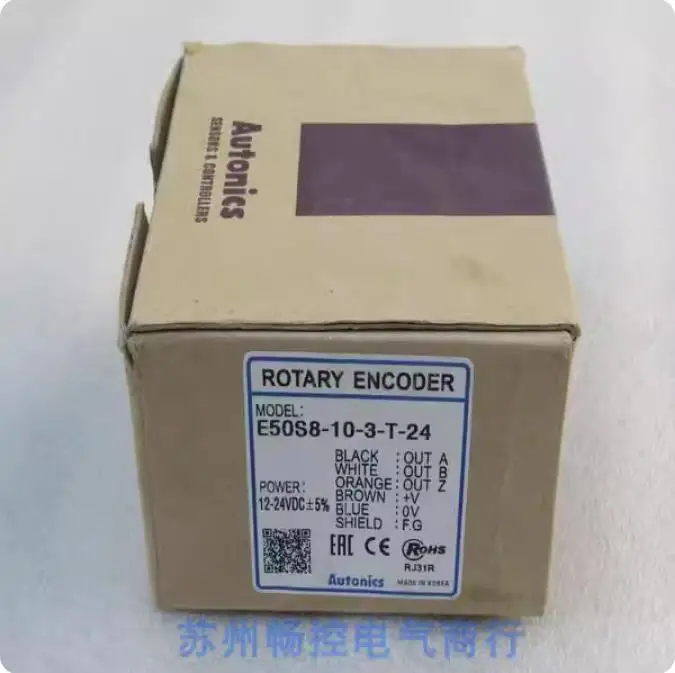 Autonics
SENSORS & CONTROLLERS
ROTARY ENCODER
MODEL:
E50S8-10-3-T-24
BLACK : OUT A
WHITE : OUT B
ORANGE : OUT Z
BROWN : +V
BLUE : 0V
SHIELD : F.G
POWER:
12-24VDC±5%
EAC CE RoHS
RJ31R
Autonics
MADE IN KOREA
苏州畅控电气商行